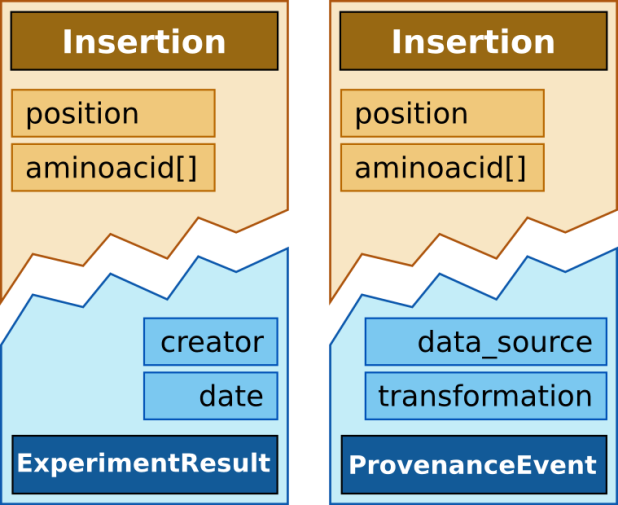 Insertion
position
aminoacid[]
creator
date
ExperimentResult
Insertion
position
aminoacid[]
data_source
transformation
ProvenanceEvent